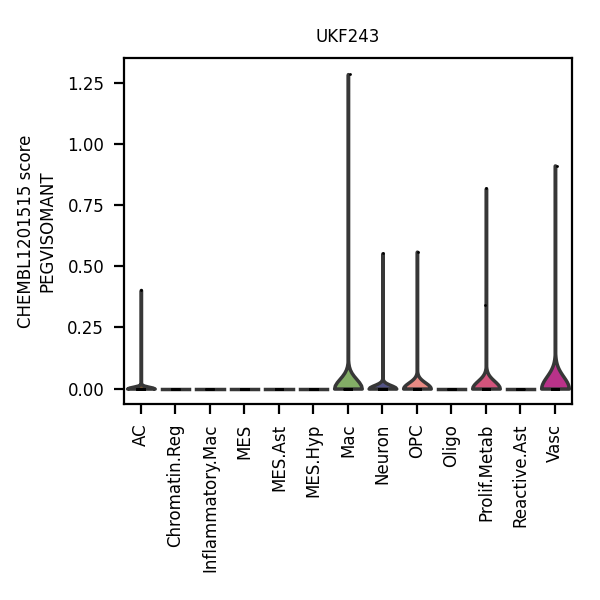 UKF243
CHEMBL1201515 score
PEGVISOMANT
1.25
1.00
0.75
0.50
0.25
0.00
AC
Chromatin.Reg
Inflammatory.Mac
MES
MES.Ast
MES.Hyp
Mac
Neuron
OPC
Oligo
Prolif.Metab
Reactive.Ast
Vasc